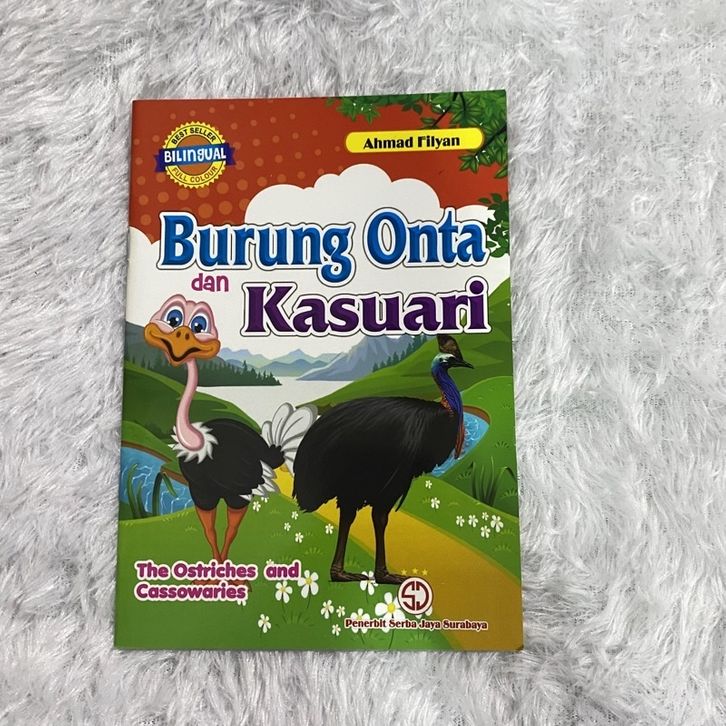 BEST SELLER
BILINGUAL
FULL COLOUR
Ahmad Filyan
Burung Onta
dan
Kasuari
The Ostriches and
Cassowaries
SJ
Penerbit Serba Jaya Surabaya